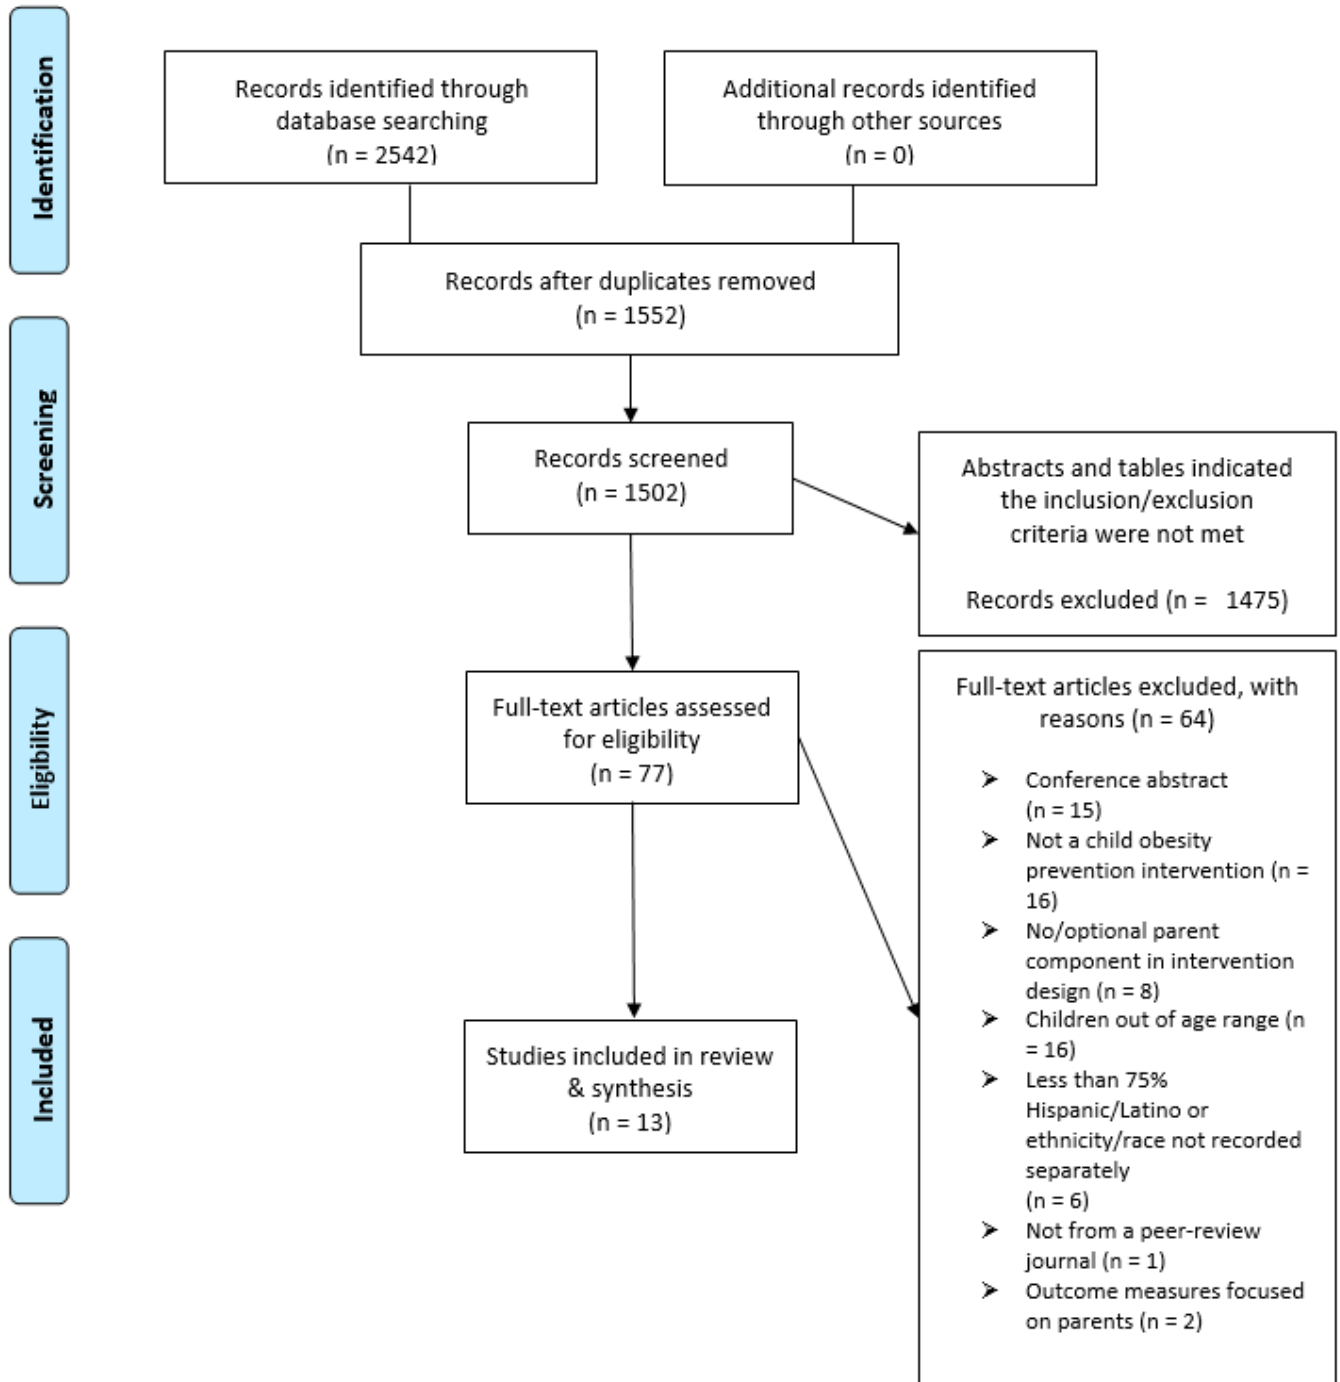 Identification
Records identified through
database searching
(n = 2542)
Additional records identified
through other sources
(n = 0)
Records after duplicates removed
(n = 1552)
Screening
Records screened
(n = 1502)
Abstracts and tables indicated
the inclusion/exclusion
criteria were not met
Records excluded (n = 1475)
Eligibility
Full-text articles assessed
for eligibility
(n = 77)
Full-text articles excluded, with
reasons (n = 64)
➤ Conference abstract
(n = 15)
➤ Not a child obesity
prevention intervention (n =
16)
➤ No/optional parent
component in intervention
design (n = 8)
➤ Children out of age range (n
= 16)
➤ Less than 75%
Hispanic/Latino or
ethnicity/race not recorded
separately
(n = 6)
➤ Not from a peer-review
journal (n = 1)
➤ Outcome measures focused
on parents (n = 2)
Included
Studies included in review
& synthesis
(n = 13)